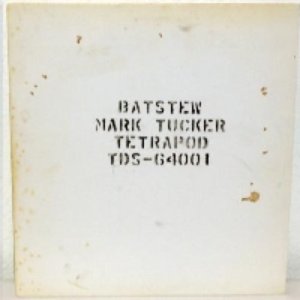 BATSTEW
MARK TUCKER
TETRAPOD
TDS-64001